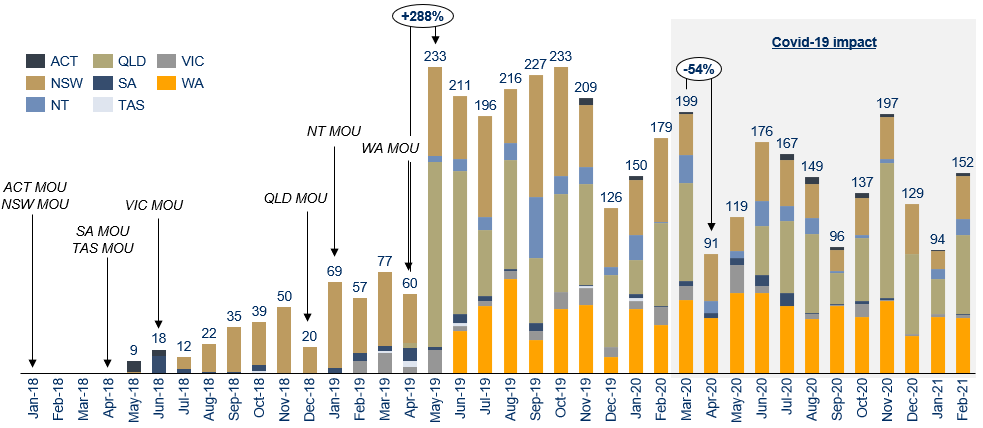 +288%
Covid-19 impact
ACT QLD VIC
NSW SA WA
NT TAS
-54%
ACT MOU
NSW MOU
SA MOU
TAS MOU
VIC MOU
QLD MOU
NT MOU
WA MOU
9 18 12 22 35 39 50 20 69 57 77 60 233 211 196 216 227 233 209 126 150 179 199 91 119 176 167 149 96 137 197 129 94 152
Jan-18
Feb-18
Mar-18
Apr-18
May-18
Jun-18
Jul-18
Aug-18
Sep-18
Oct-18
Nov-18
Dec-18
Jan-19
Feb-19
Mar-19
Apr-19
May-19
Jun-19
Jul-19
Aug-19
Sep-19
Oct-19
Nov-19
Dec-19
Jan-20
Feb-20
Mar-20
Apr-20
May-20
Jun-20
Jul-20
Aug-20
Sep-20
Oct-20
Nov-20
Dec-20
Jan-21
Feb-21